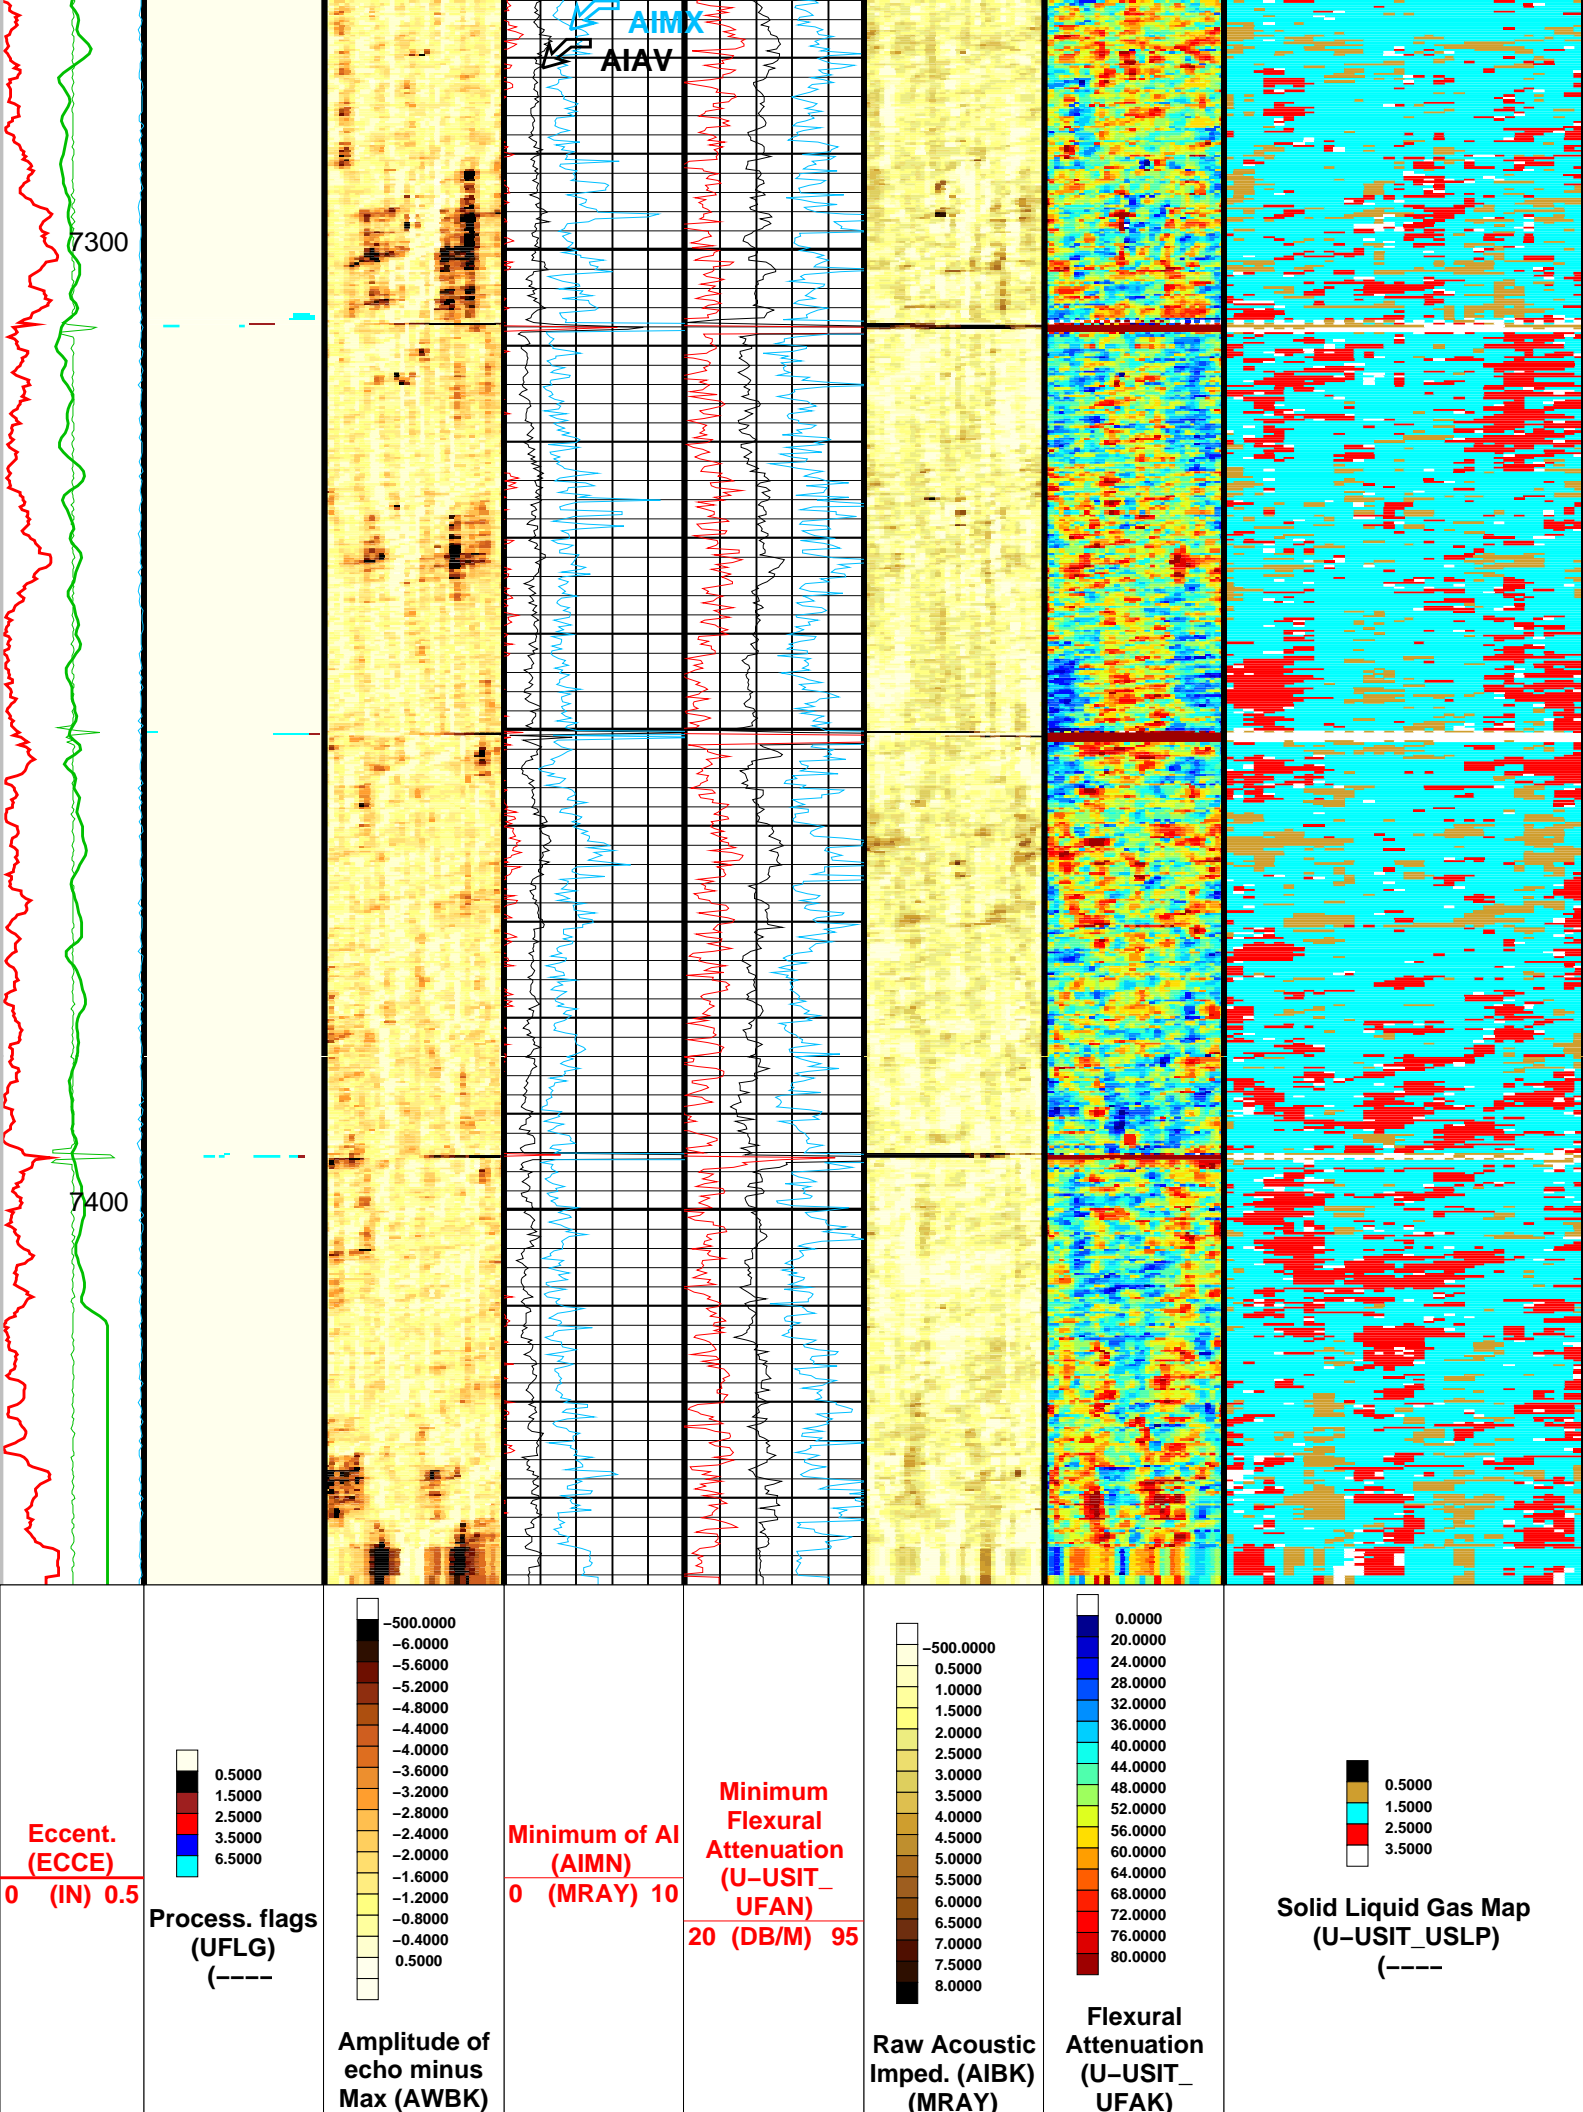 AIMX
AIAV
7300
7400
Eccent.
(ECCE)
0 (IN) 0.5
0.5000
1.5000
2.5000
3.5000
6.5000
Process. flags
(UFLG)
(−−−−
−500.0000
−6.0000
−5.6000
−5.2000
−4.8000
−4.4000
−4.0000
−3.6000
−3.2000
−2.8000
−2.4000
−2.0000
−1.6000
−1.2000
−0.8000
−0.4000
0.5000
Amplitude of
echo minus
Max (AWBK)
Minimum of AI
(AIMN)
0 (MRAY) 10
Minimum
Flexural
Attenuation
(U−USIT_
UFAN)
20 (DB/M) 95
−500.0000
0.5000
1.0000
1.5000
2.0000
2.5000
3.0000
3.5000
4.0000
4.5000
5.0000
5.5000
6.0000
6.5000
7.0000
7.5000
8.0000
Raw Acoustic
Imped. (AIBK)
(MRAY)
0.0000
20.0000
24.0000
28.0000
32.0000
36.0000
40.0000
44.0000
48.0000
52.0000
56.0000
60.0000
64.0000
68.0000
72.0000
76.0000
80.0000
Flexural
Attenuation
(U−USIT_
UFAK)
0.5000
1.5000
2.5000
3.5000
Solid Liquid Gas Map
(U−USIT_USLP)
(−−−−